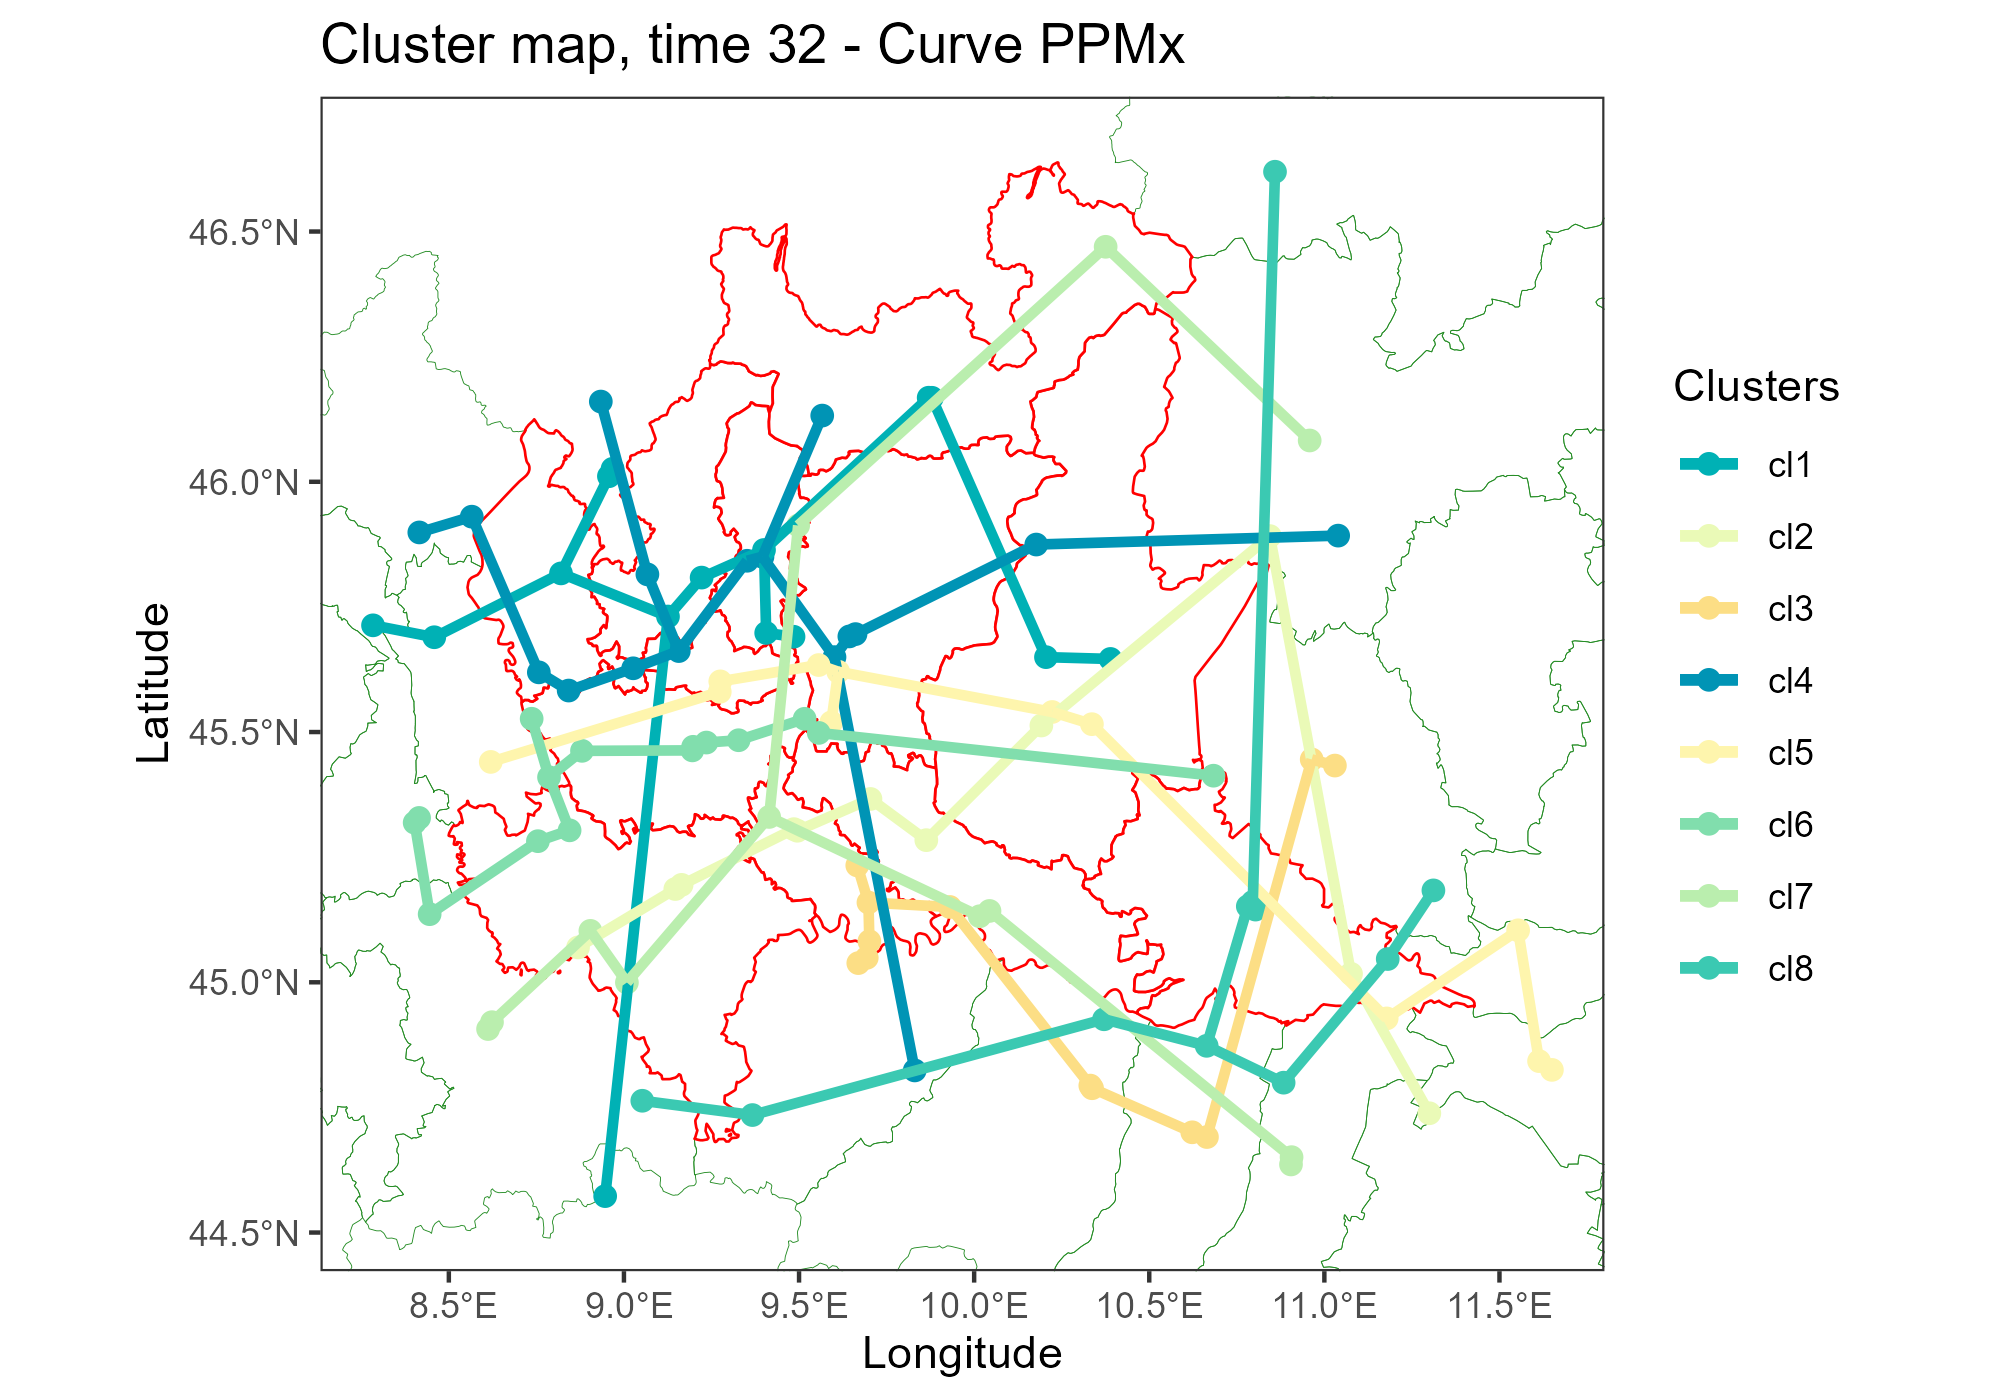 Cluster map, time 32 - Curve PPMx
46.5°N
46.0°N
45.5°N
45.0°N
44.5°N
Latitude
8.5°E
9.0°E
9.5°E
10.0°E
10.5°E
11.0°E
11.5°E
Longitude
Clusters
cl1
cl2
cl3
cl4
cl5
cl6
cl7
cl8